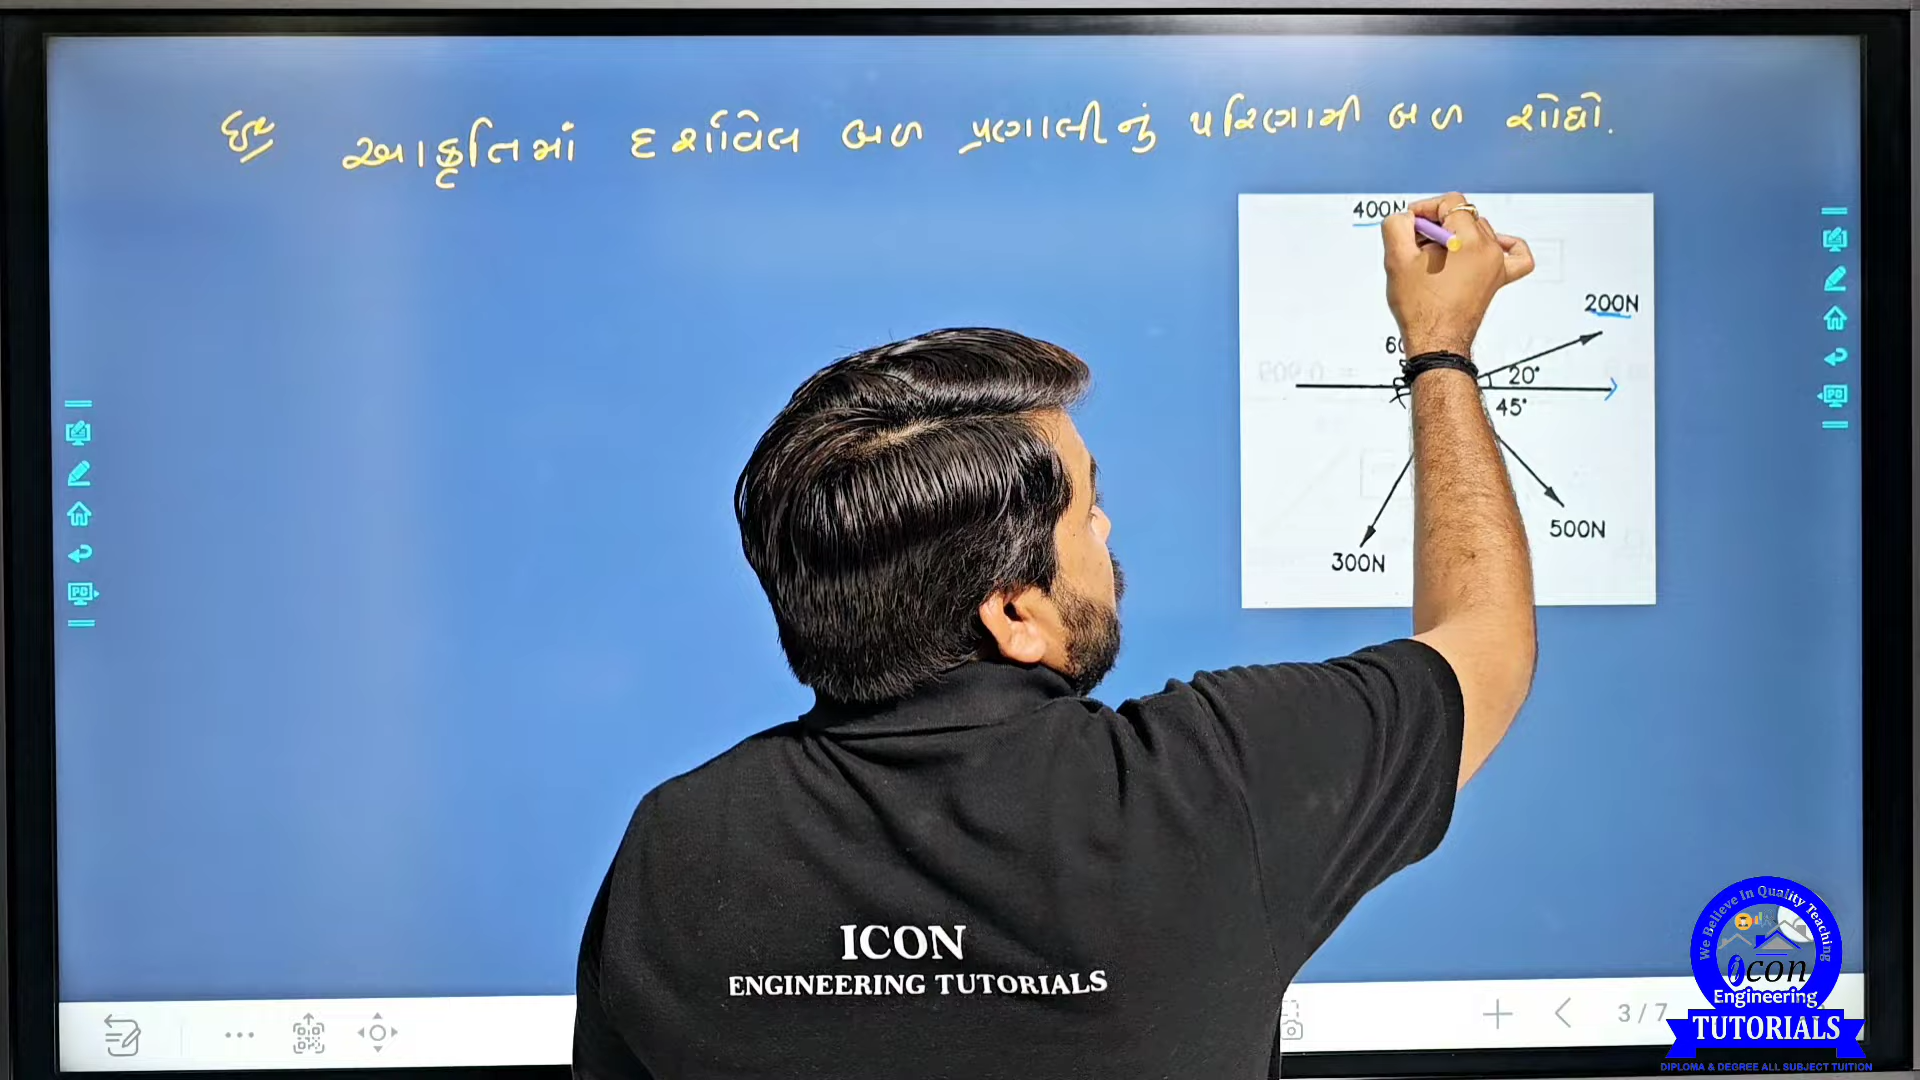 આકૃતિમાં દર્શાવેલ બળ પ્રણાલીનું પરિણામી બળ શોધો.
400N
200N
20°
45°
500N
300N
ICON
ENGINEERING TUTORIALS
3/7
We Believe In Quality Teaching
icon
Engineering
TUTORIALS
DIPLOMA & DEGREE ALL SUBJECT TUITION